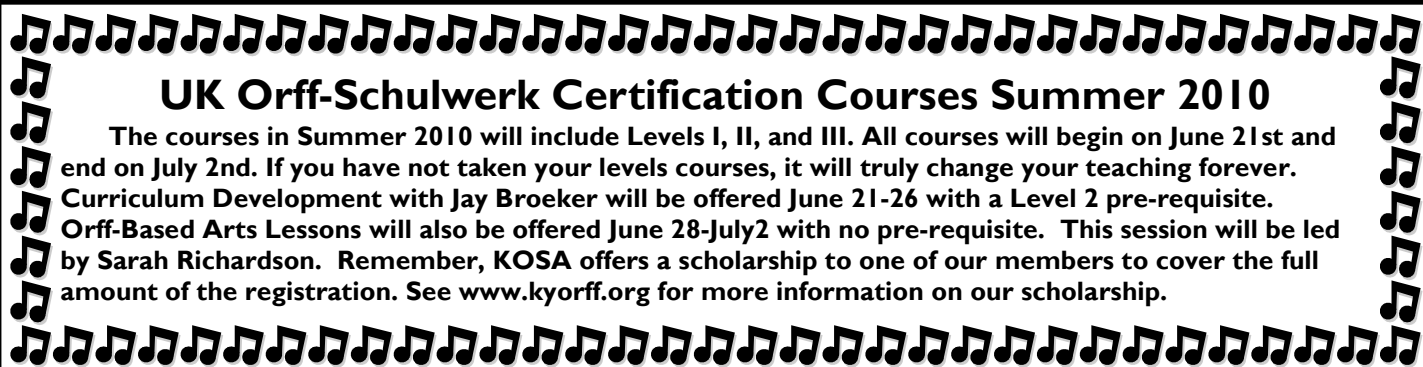 UK Orff-Schulwerk Certification Courses Summer 2010
The courses in Summer 2010 will include Levels I, II, and III. All courses will begin on June 21st and
end on July 2nd. If you have not taken your levels courses, it will truly change your teaching forever.
Curriculum Development with Jay Broeker will be offered June 21-26 with a Level 2 pre-requisite.
Orff-Based Arts Lessons will also be offered June 28-July2 with no pre-requisite. This session will be led
by Sarah Richardson. Remember, KOSA offers a scholarship to one of our members to cover the full
amount of the registration. See www.kyorff.org for more information on our scholarship.